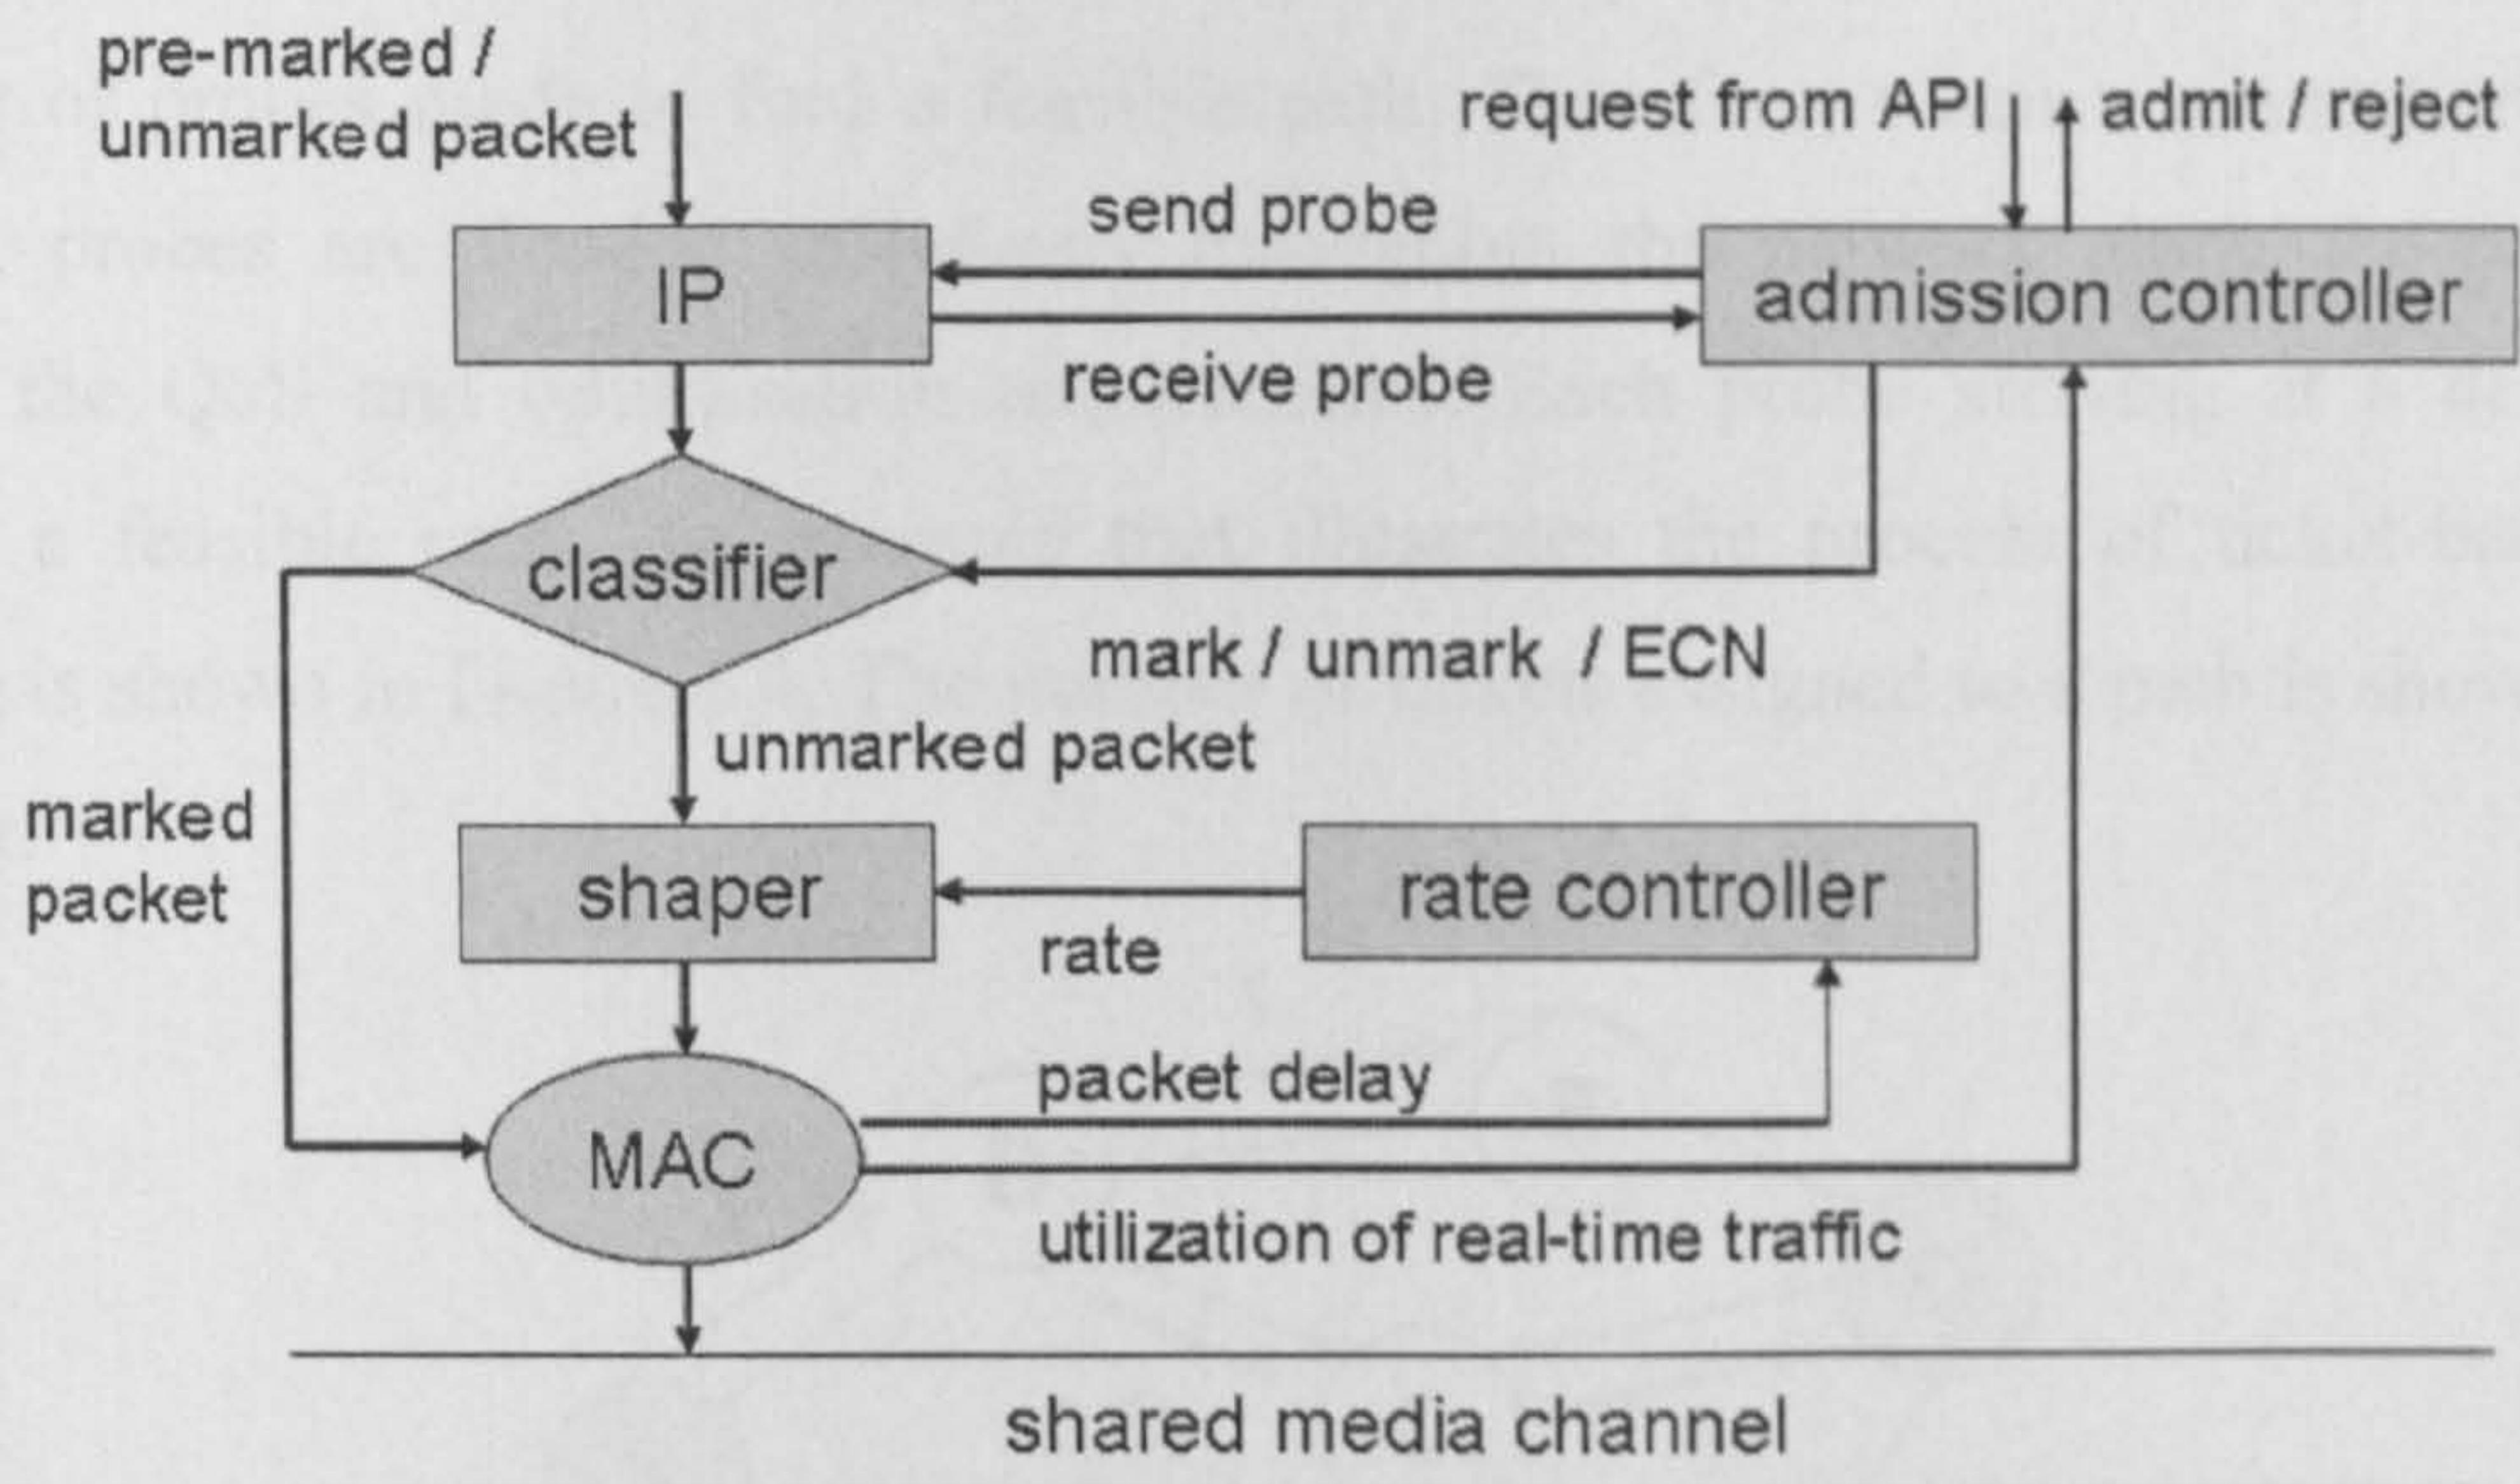 pre-marked /
unmarked packet
request from API
admit / reject
send probe
IP
admission controller
receive probe
classifier
mark / unmark / ECN
unmarked packet
marked
packet
shaper
rate controller
rate
packet delay
MAC
utilization of real-time traffic
shared media channel